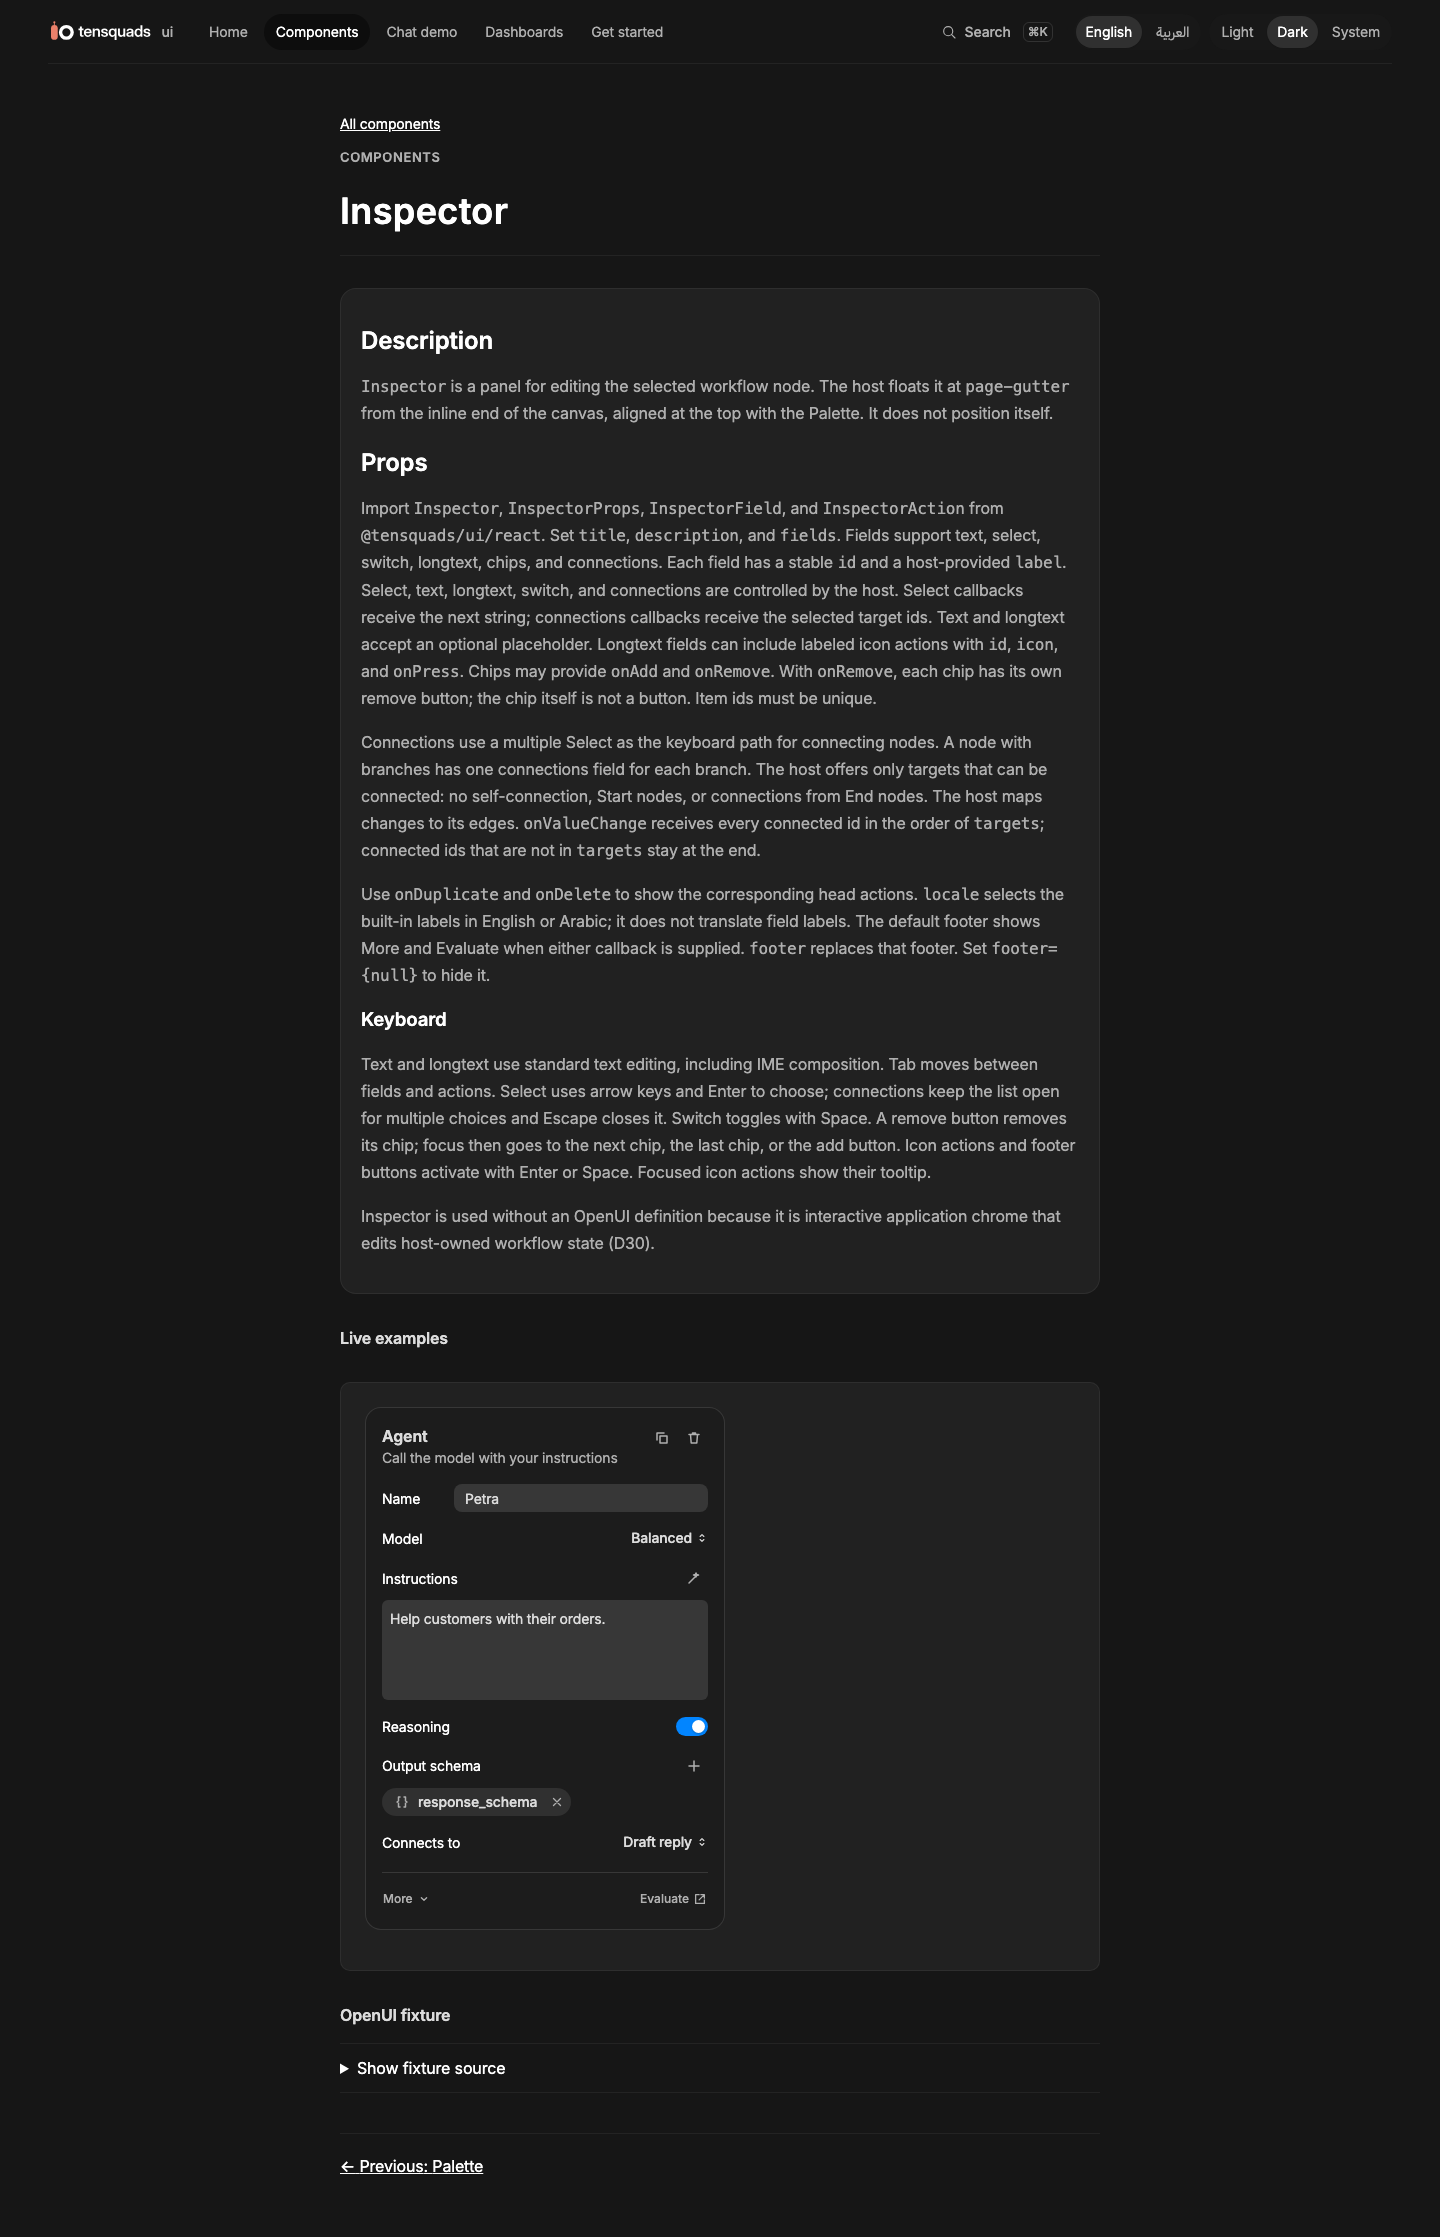 tensquads ui
Home
Components
Chat demo
Dashboards
Get started
Search
⌘K
English
العربية
Light
Dark
System
All components
COMPONENTS
Inspector
Description
Inspector is a panel for editing the selected workflow node. The host floats it at page-gutter
from the inline end of the canvas, aligned at the top with the Palette. It does not position itself.
Props
Import Inspector, InspectorProps, InspectorField, and InspectorAction from
@tensquads/ui/react. Set title, description, and fields. Fields support text, select,
switch, longtext, chips, and connections. Each field has a stable id and a host-provided label.
Select, text, longtext, switch, and connections are controlled by the host. Select callbacks
receive the next string; connections callbacks receive the selected target ids. Text and longtext
accept an optional placeholder. Longtext fields can include labeled icon actions with id, icon,
and onPress. Chips may provide onAdd and onRemove. With onRemove, each chip has its own
remove button; the chip itself is not a button. Item ids must be unique.
Connections use a multiple Select as the keyboard path for connecting nodes. A node with
branches has one connections field for each branch. The host offers only targets that can be
connected: no self-connection, Start nodes, or connections from End nodes. The host maps
changes to its edges. onValueChange receives every connected id in the order of targets;
connected ids that are not in targets stay at the end.
Use onDuplicate and onDelete to show the corresponding head actions. locale selects the
built-in labels in English or Arabic; it does not translate field labels. The default footer shows
More and Evaluate when either callback is supplied. footer replaces that footer. Set footer=
{null} to hide it.
Keyboard
Text and longtext use standard text editing, including IME composition. Tab moves between
fields and actions. Select uses arrow keys and Enter to choose; connections keep the list open
for multiple choices and Escape closes it. Switch toggles with Space. A remove button removes
its chip; focus then goes to the next chip, the last chip, or the add button. Icon actions and footer
buttons activate with Enter or Space. Focused icon actions show their tooltip.
Inspector is used without an OpenUI definition because it is interactive application chrome that
edits host-owned workflow state (D30).
Live examples
Agent
Call the model with your instructions
Name
Petra
Model
Balanced
Instructions
Help customers with their orders.
Reasoning
Output schema
{} response_schema
Connects to
Draft reply
More
Evaluate
OpenUI fixture
Show fixture source
← Previous: Palette